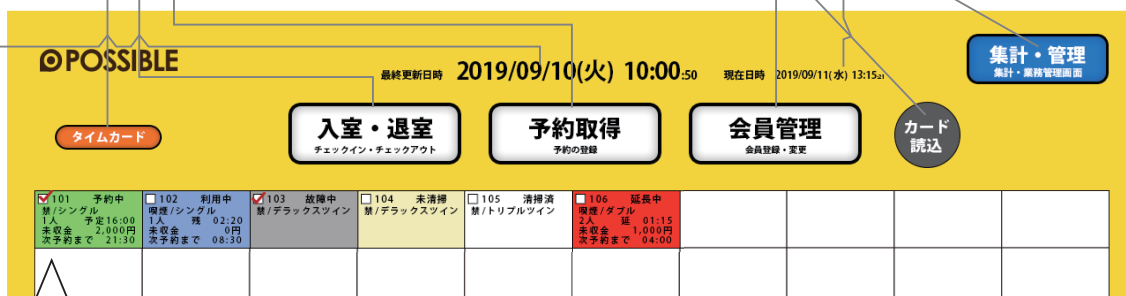 POSSIBLE
最終更新日時 2019/09/10(火) 10:00:50 現在日時 2019/09/11(水) 13:15:21
集計・管理
集計・業務管理画面
タイムカード
入室・退室
チェックイン・チェックアウト
予約取得
予約の登録
会員管理
会員登録・変更
カード
読込
101 予約中
禁/シングル
1人 予定16:00
未収金 2,000円
次予約まで 21:30
102 利用中
喫煙/シングル
1人 残 02:20
未収金 0円
次予約まで 08:30
103 故障中
禁/デラックスツイン
104 未清掃
禁/デラックスツイン
105 清掃済
禁/トリプルツイン
106 延長中
喫煙/ダブル
2人 延 01:15
未収金 1,000円
次予約まで 04:00